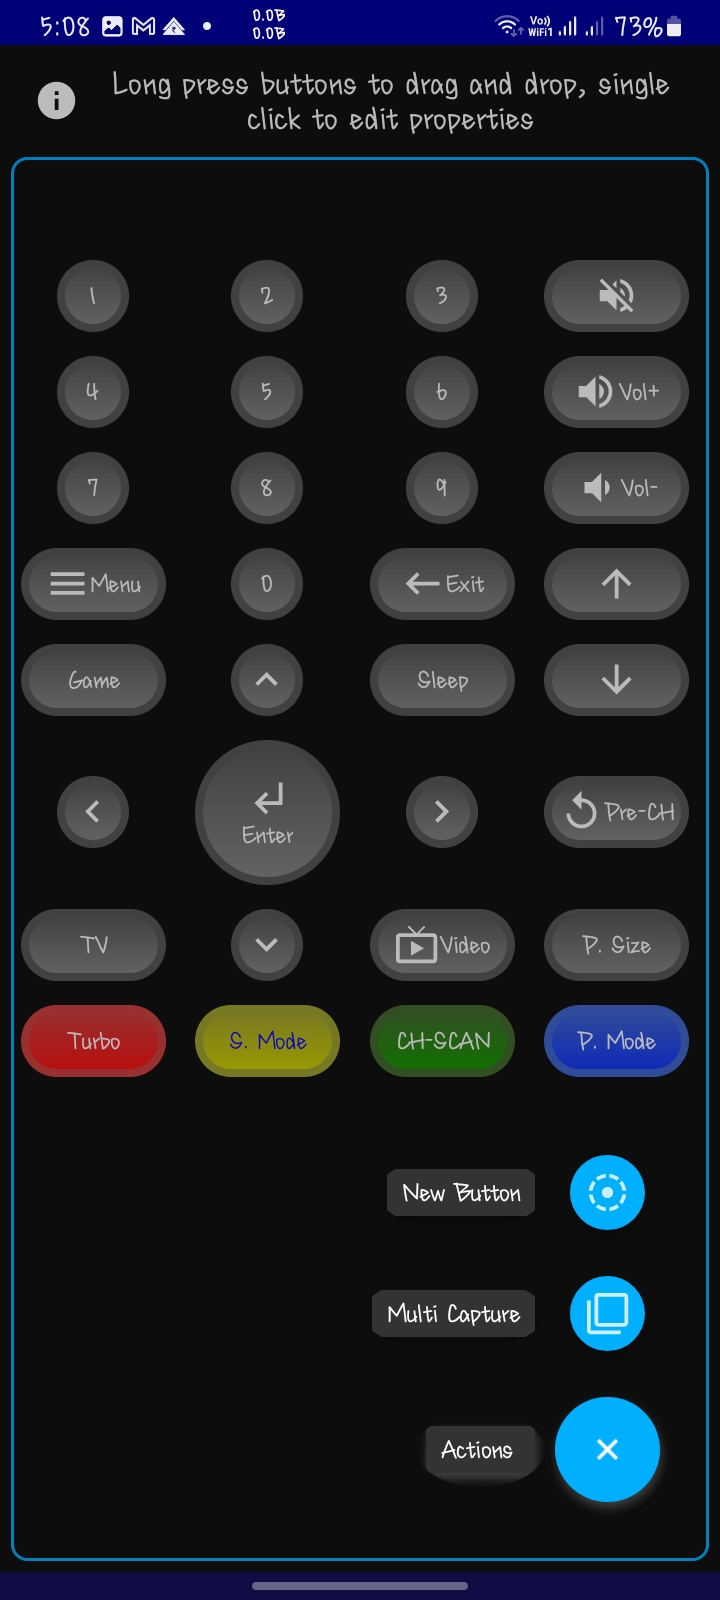 5:08
0.0B
0.0B
Vo))
WiFi1
73%
Long press buttons to drag and drop, single
click to edit properties
1 2 3
4 5 6 Vol+
7 8 9 Vol-
Menu 0 Exit
Game Sleep
Enter Pre-CH
TV Video P. Size
Turbo S. Mode CH-SCAN P. Mode
New Button
Multi Capture
Actions